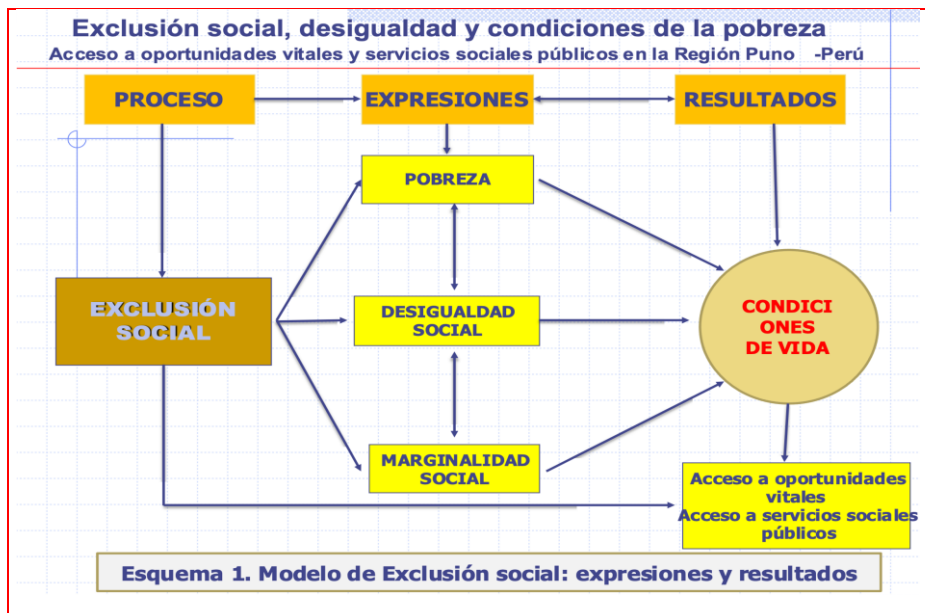 Exclusión social, desigualdad y condiciones de la pobreza
Acceso a oportunidades vitales y servicios sociales públicos en la Región Puno -Perú
PROCESO
EXPRESIONES
RESULTADOS
POBREZA
EXCLUSIÓN
SOCIAL
DESIGUALDAD
SOCIAL
CONDICI
ONES
DE VIDA
MARGINALIDAD
SOCIAL
Acceso a oportunidades
vitales
Acceso a servicios sociales
públicos
Esquema 1. Modelo de Exclusión social: expresiones y resultados